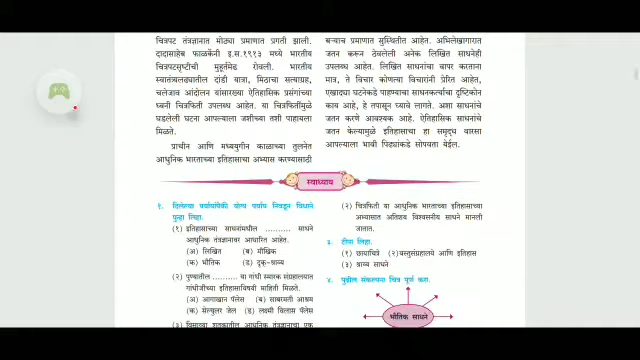 चित्रपट तंत्रज्ञानात मोठ्या प्रमाणात प्रगती झाली.
दादासाहेब फाळकेंनी इ.स.१९१३ मध्ये भारतीय
चित्रपटसृष्टीची मुहूर्तमेढ रोवली. भारतीय
स्वातंत्र्यलढ्यातील दांडी यात्रा, मिठाचा सत्याग्रह,
चलेजाव आंदोलन यांसारख्या ऐतिहासिक प्रसंगांच्या
ध्वनी चित्रफिती उपलब्ध आहेत. या चित्रफितींमुळे
घडलेली घटना आपल्याला जशीच्या तशी पाहायला
मिळते.
प्राचीन आणि मध्ययुगीन काळाच्या तुलनेत
आधुनिक भारताच्या इतिहासाचा अभ्यास करण्यासाठी
बऱ्याच प्रमाणात सुस्थितीत आहेत. अभिलेखागारात
जतन करून ठेवलेली अनेक लिखित साधनेही
उपलब्ध आहेत. लिखित साधनांचा वापर करताना
मात्र, ते विचार कोणत्या विचारांनी प्रेरित आहेत,
एखाद्या घटनेकडे पाहण्याचा साधनकर्त्याचा दृष्टिकोन
काय आहे, हे तपासून घ्यावे लागते. अशा साधनांचे
जतन करणे आवश्यक आहे. ऐतिहासिक साधनांचे
जतन केल्यामुळे इतिहासाचा हा समृद्ध वारसा
आपल्याला भावी पिढ्यांकडे सोपवता येईल.
स्वाध्याय
१. दिलेल्या पर्यायांपैकी योग्य पर्याय निवडून विधाने
पुन्हा लिहा.
(१) इतिहासाच्या साधनांमधील .......... साधने
आधुनिक तंत्रज्ञानावर आधारित आहेत.
(अ) लिखित (ब) मौखिक
(क) भौतिक (ड) दृक्-श्राव्य
(२) पुण्यातील .......... या गांधी स्मारक संग्रहालयात
गांधीजींच्या इतिहासाविषयी माहिती मिळते.
(अ) आगाखान पॅलेस (ब) साबरमती आश्रम
(क) सेल्युलर जेल (ड) लक्ष्मी विलास पॅलेस
(३) विसाव्या शतकातील आधुनिक तंत्रज्ञानाचा एक
(२) चित्रफिती या आधुनिक भारताच्या इतिहासाच्या
अभ्यासात अतिशय विश्वसनीय साधने मानली
जातात.
३. टीपा लिहा.
(१) छायाचित्रे (२) वस्तुसंग्रहालये आणि इतिहास
(३) श्राव्य साधने
४. पुढील संकल्पना चित्र पूर्ण करा.
भौतिक साधने